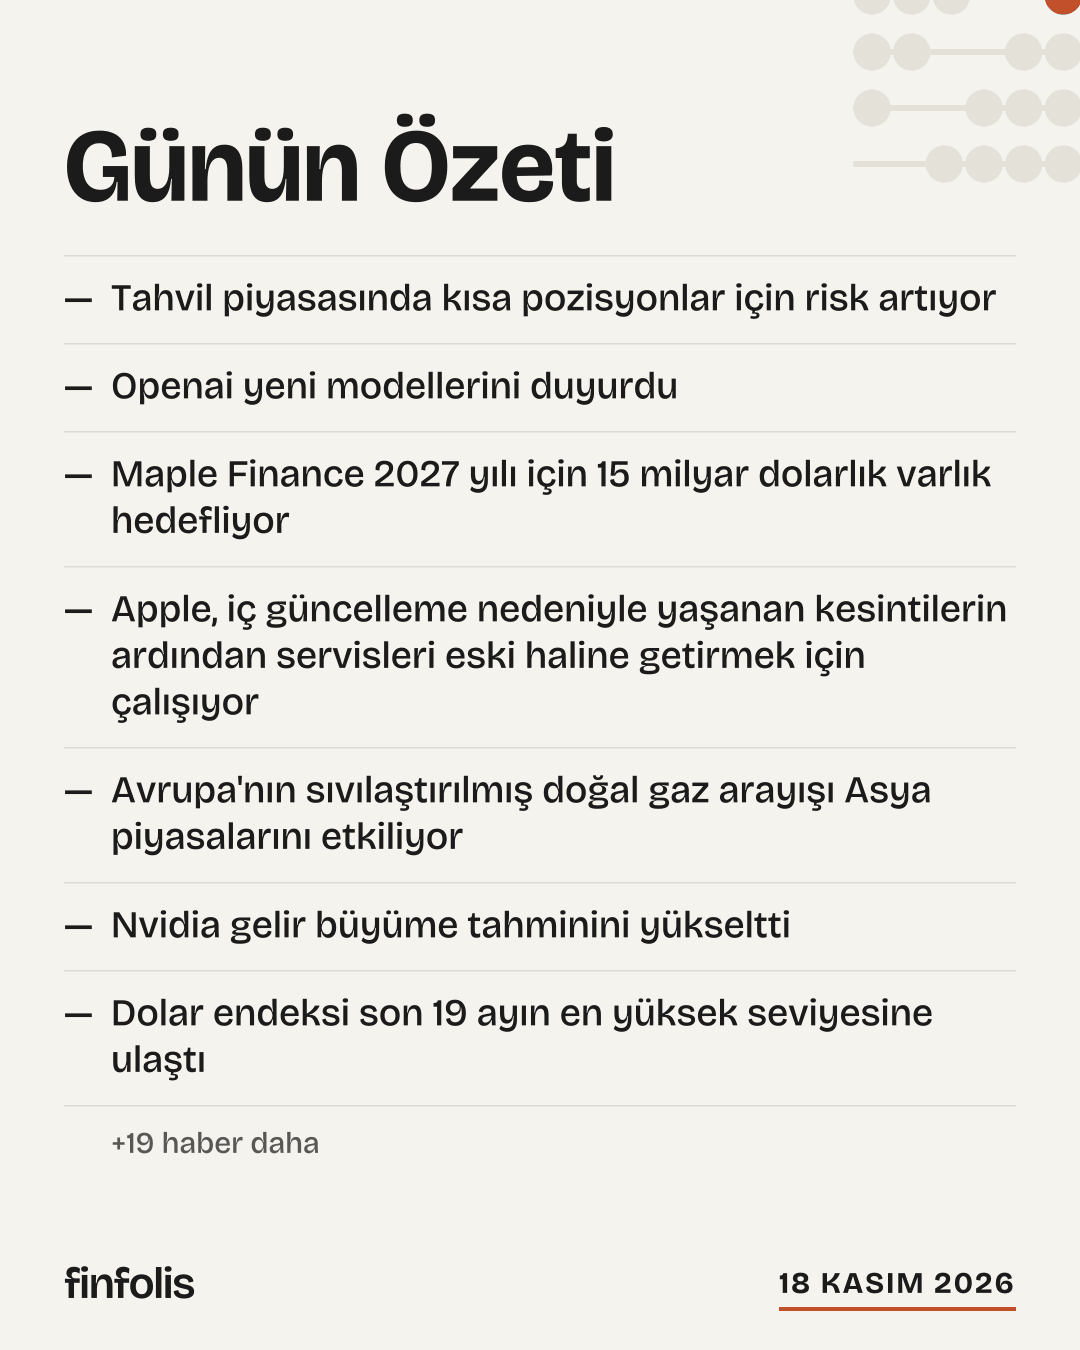 Günün Özeti
— Tahvil piyasasında kısa pozisyonlar için risk artıyor
— Openai yeni modellerini duyurdu
— Maple Finance 2027 yılı için 15 milyar dolarlık varlık
hedefliyor
— Apple, iç güncelleme nedeniyle yaşanan kesintilerin
ardından servisleri eski haline getirmek için
çalışıyor
— Avrupa'nın sıvılaştırılmış doğal gaz arayışı Asya
piyasalarını etkiliyor
— Nvidia gelir büyüme tahminini yükseltti
— Dolar endeksi son 19 ayın en yüksek seviyesine
ulaştı
+19 haber daha
finfolis
18 KASIM 2026